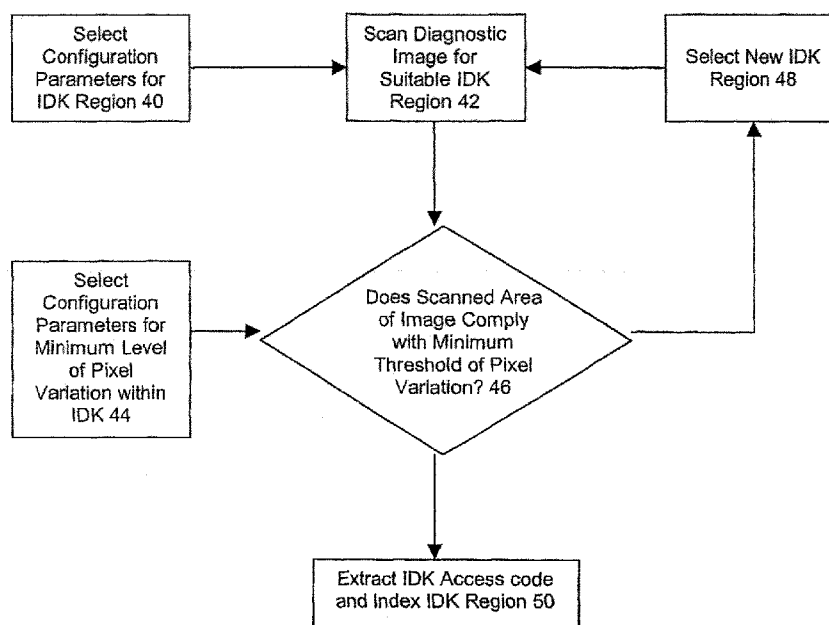 Select
Configuration
Parameters for
IDK Region 40
Scan Diagnostic
Image for
Suitable IDK
Region 42
Select New IDK
Region 48
Select
Configuration
Parameters for
Minimum Level
of Pixel
Variation within
IDK 44
Does Scanned Area
of Image Comply
with Minimum
Threshold of Pixel
Variation? 46
Extract IDK Access code
and Index IDK Region 50